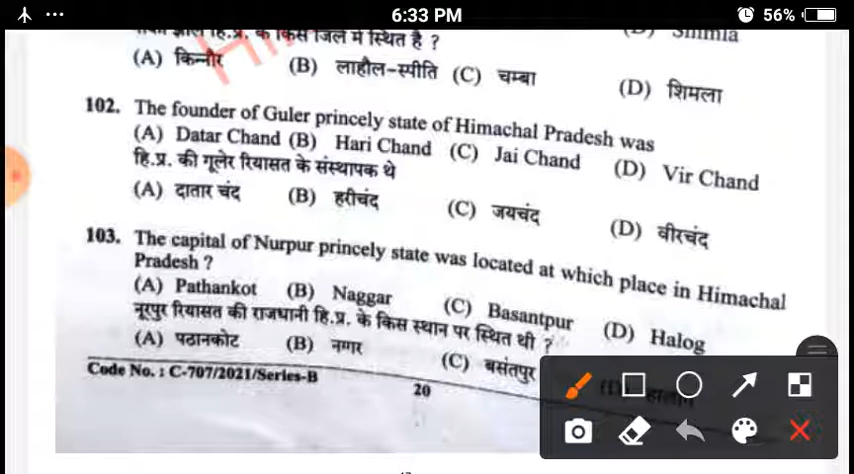 6:33 PM
56%
हि.प्र. के किस जिले में स्थित है ?
(D) Shimla
(A) किन्नौर (B) लाहौल-स्पीति (C) चम्बा (D) शिमला
102. The founder of Guler princely state of Himachal Pradesh was
(A) Datar Chand (B) Hari Chand (C) Jai Chand (D) Vir Chand
हि.प्र. की गूलेर रियासत के संस्थापक थे
(A) दातार चंद (B) हरीचंद (C) जयचंद (D) वीरचंद
103. The capital of Nurpur princely state was located at which place in Himachal
Pradesh ?
(A) Pathankot (B) Naggar (C) Basantpur (D) Halog
नूरपुर रियासत की राजधानी हि.प्र. के किस स्थान पर स्थित थी ?
(A) पठानकोट (B) नगर (C) बसंतपुर (D) हालोग
Code No. : C-707/2021/Series-B
20